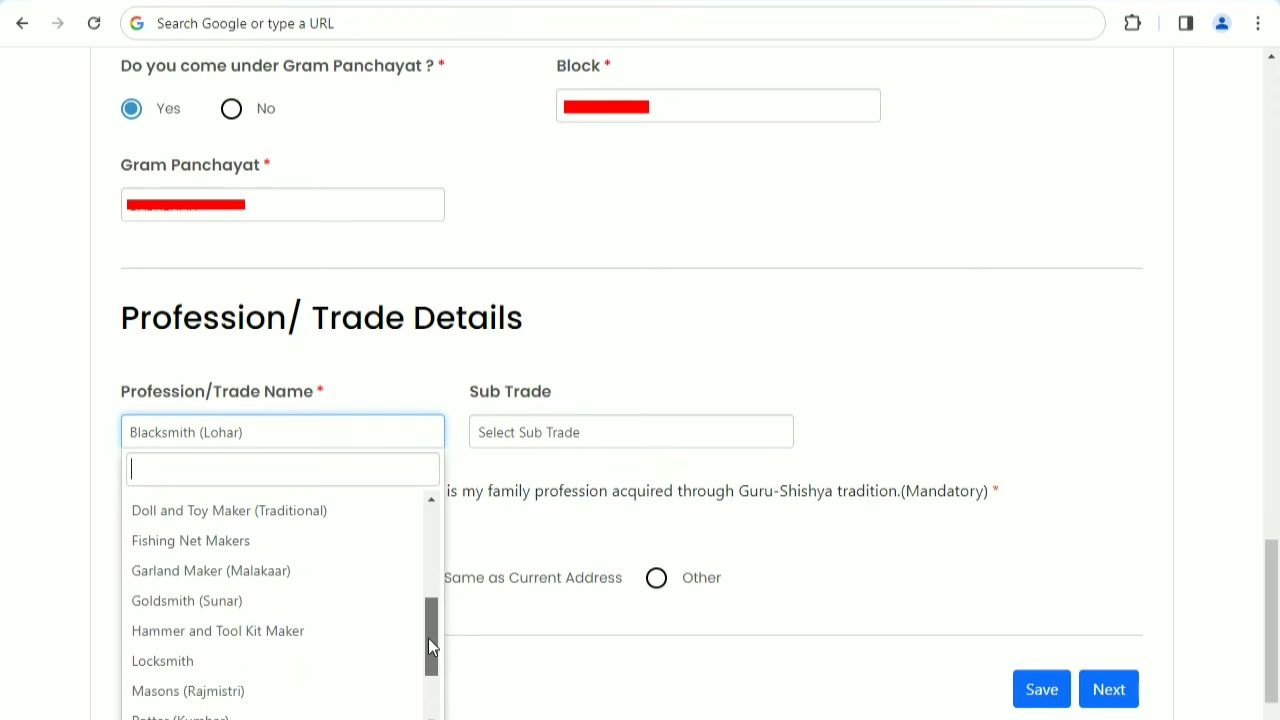 Search Google or type a URL
Do you come under Gram Panchayat ? *
Block *
Yes
No
Gram Panchayat *
Profession/ Trade Details
Profession/Trade Name *
Sub Trade
Blacksmith (Lohar)
Select Sub Trade
is my family profession acquired through Guru-Shishya tradition.(Mandatory) *
Doll and Toy Maker (Traditional)
Fishing Net Makers
Garland Maker (Malakaar)
Same as Current Address
Other
Goldsmith (Sunar)
Hammer and Tool Kit Maker
Locksmith
Masons (Rajmistri)
Save
Next